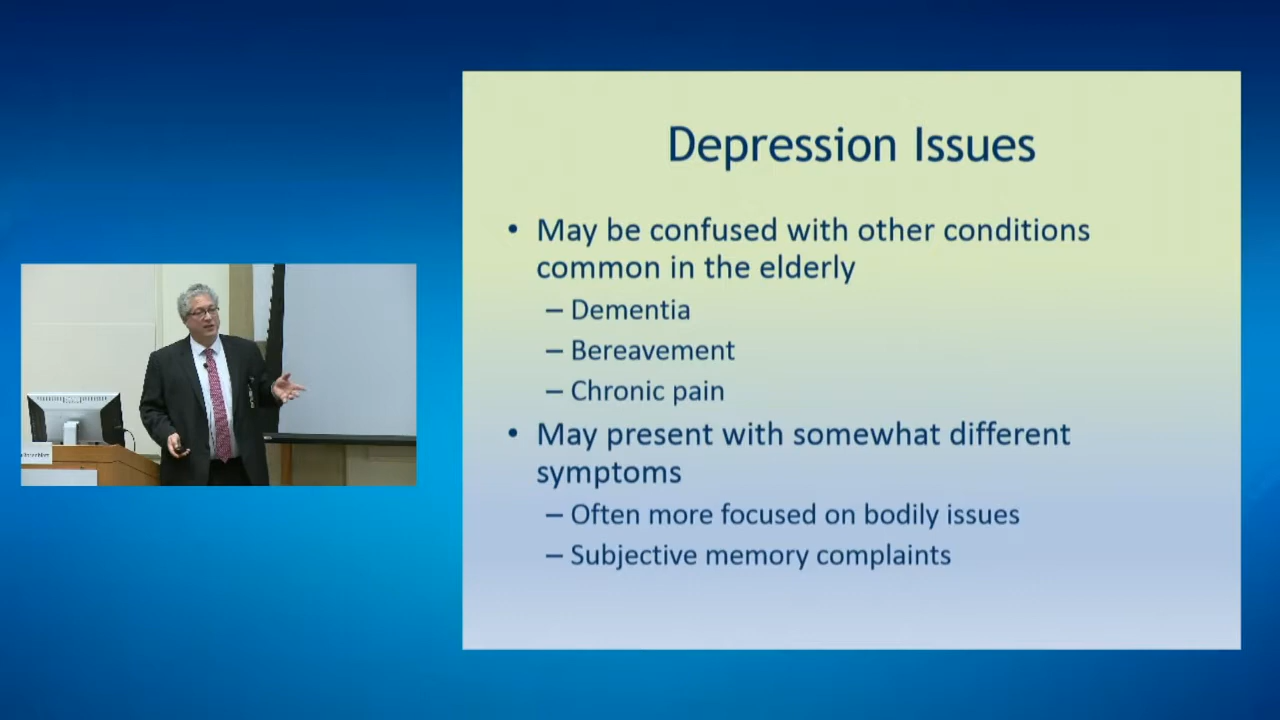 Depression Issues
• May be confused with other conditions
common in the elderly
– Dementia
– Bereavement
– Chronic pain
• May present with somewhat different
symptoms
– Often more focused on bodily issues
– Subjective memory complaints